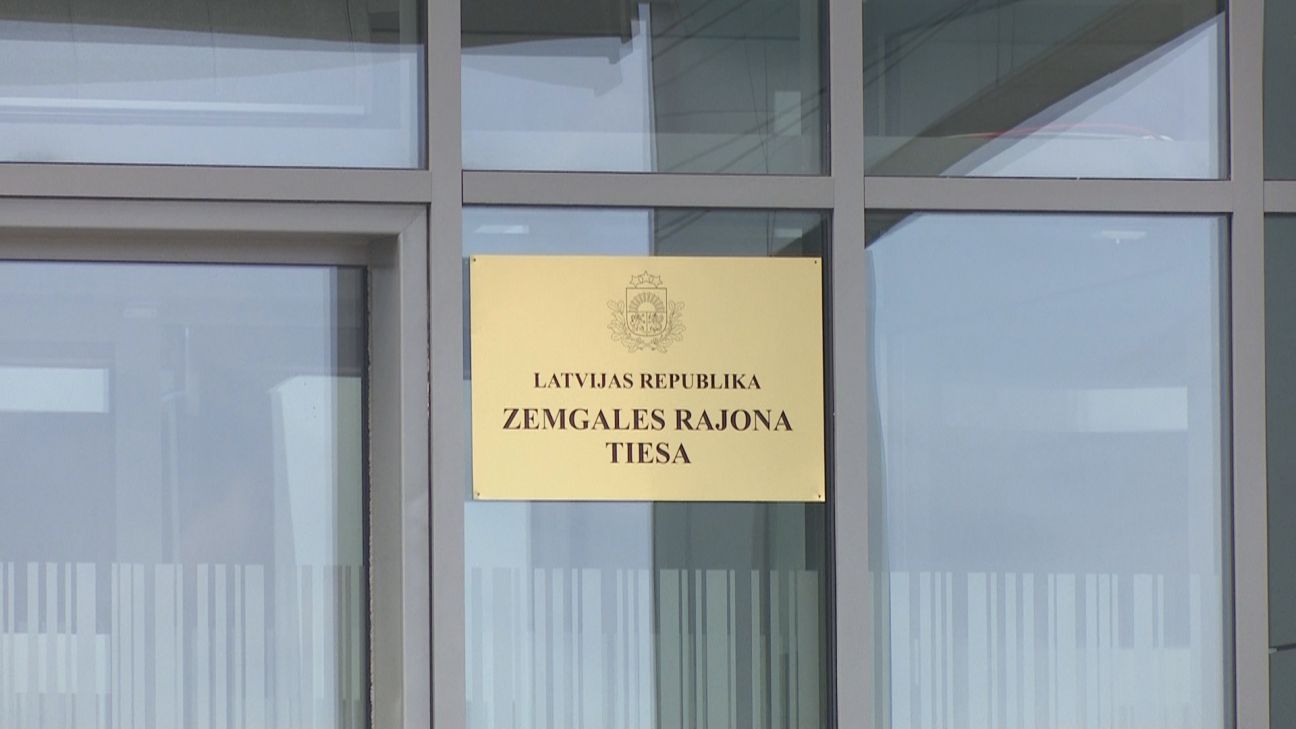 LATVIJAS REPUBLIKA
ZEMGALES RAJONA
TIESA